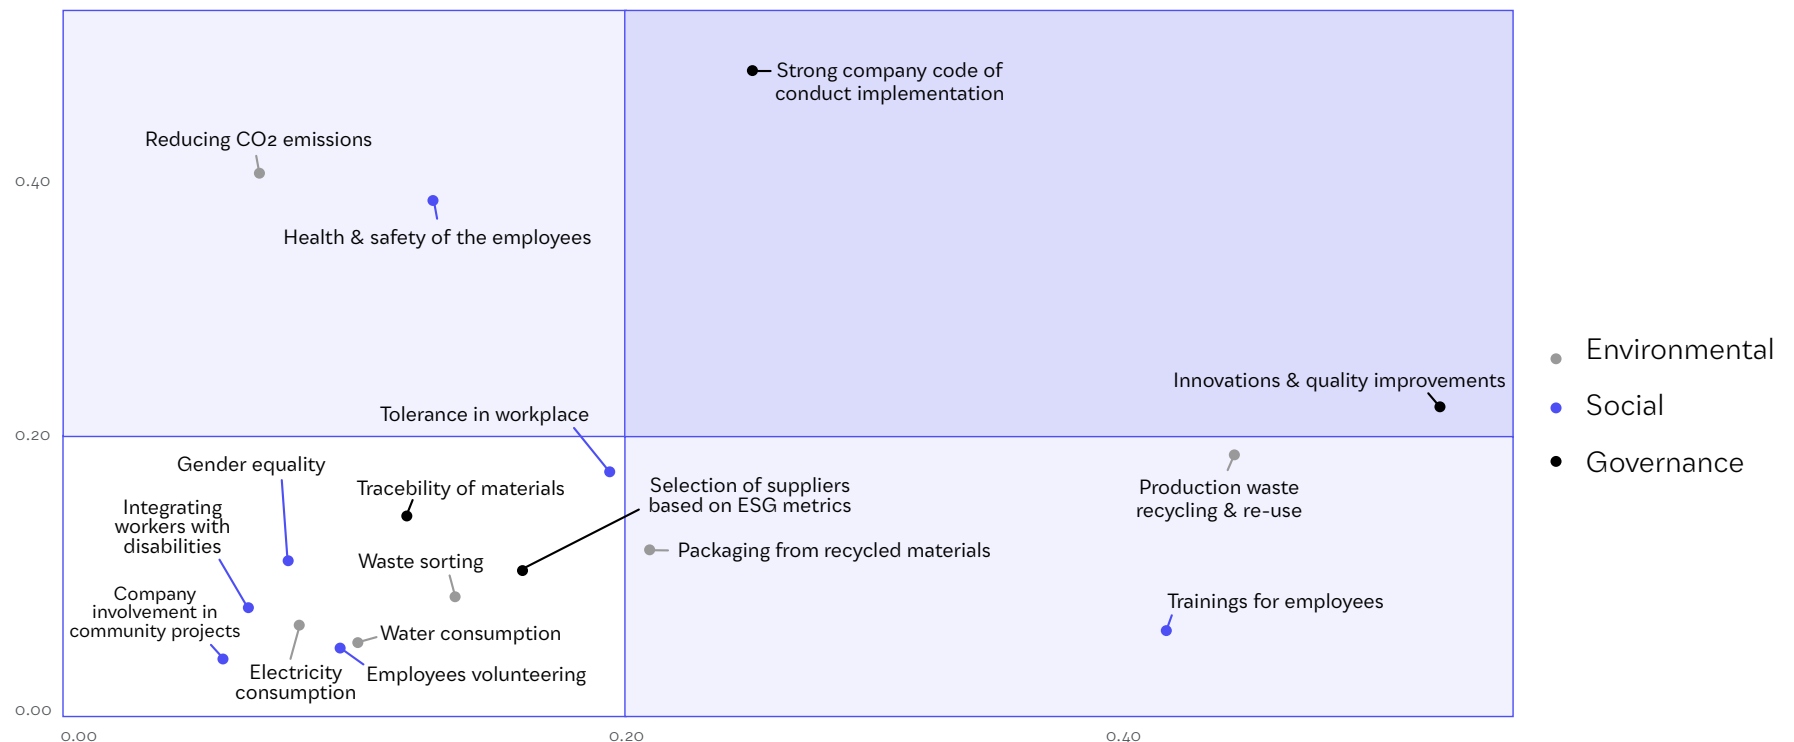 Strong company code of
conduct implementation
Reducing CO2 emissions
0.40
Health & safety of the employees
Innovations & quality improvements
Tolerance in workplace
0.20
Gender equality
Tracebility of materials
Selection of suppliers
based on ESG metrics
Production waste
recycling & re-use
Integrating
workers with
disabilities
Packaging from recycled materials
Waste sorting
Company
involvement in
community projects
Trainings for employees
Water consumption
Electricity
consumption
Employees volunteering
0.00
0.00
0.20
0.40
Environmental
Social
Governance